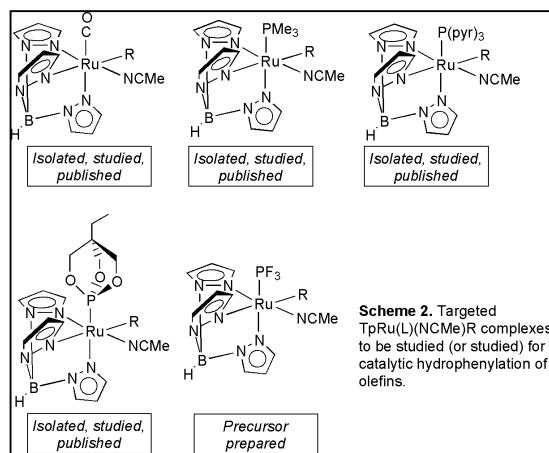 O
C
R
N
N
Ru
NCMe
N
N
N
N
B
H
Isolated, studied,
published
PMe3
R
N
N
Ru
NCMe
N
N
N
N
B
H
Isolated, studied,
published
P(pyr)3
R
N
N
Ru
NCMe
N
N
N
N
B
H
Isolated, studied,
published
O
O
O
P
R
N
N
Ru
NCMe
N
N
N
N
B
H
Isolated, studied,
published
PF3
R
N
N
Ru
NCMe
N
N
N
N
B
H
Precursor
prepared
Scheme 2. Targeted
TpRu(L)(NCMe)R complexes
to be studied (or studied) for
catalytic hydrophenylation of
olefins.